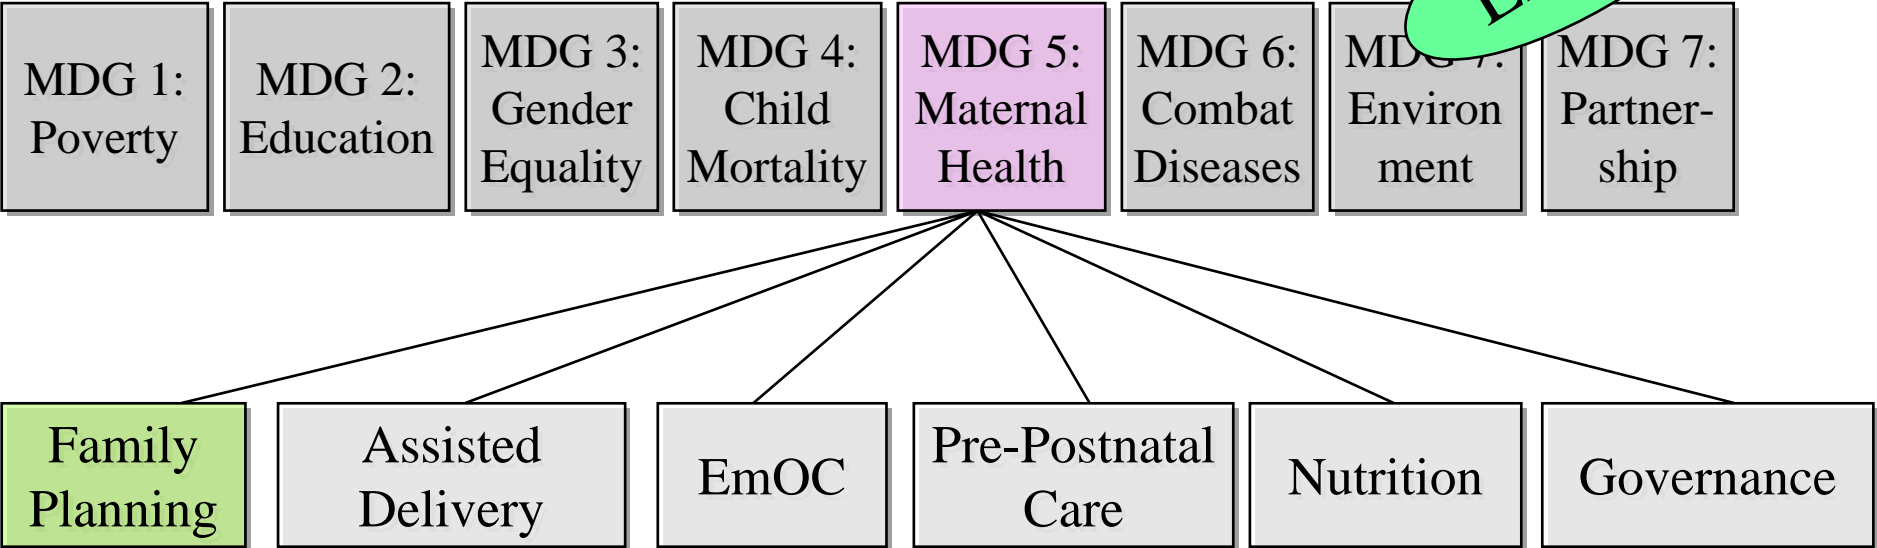 MDG 1:
Poverty
MDG 2:
Education
MDG 3:
Gender
Equality
MDG 4:
Child
Mortality
MDG 5:
Maternal
Health
MDG 6:
Combat
Diseases
MDG 7:
Environ
ment
MDG 7:
Partner-
ship
Family
Planning
Assisted
Delivery
EmOC
Pre-Postnatal
Care
Nutrition
Governance